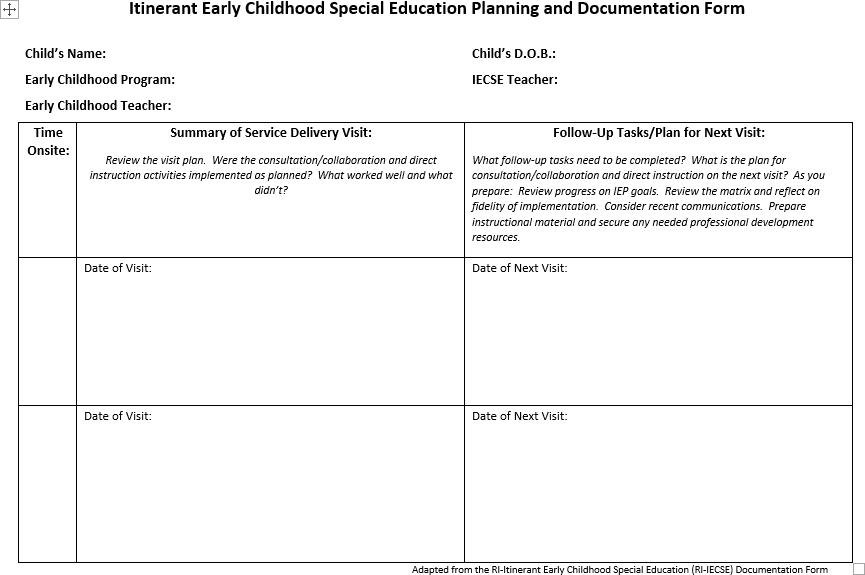 Itinerant Early Childhood Special Education Planning and Documentation Form
Child’s Name:
Child’s D.O.B.:
Early Childhood Program:
IECSE Teacher:
Early Childhood Teacher:
Time
Onsite:
Summary of Service Delivery Visit:
Review the visit plan.  Were the consultation/collaboration and direct
instruction activities implemented as planned?  What worked well and what
didn’t?
Follow-Up Tasks/Plan for Next Visit:
What follow-up tasks need to be completed?  What is the plan for
consultation/collaboration and direct instruction on the next visit?  As you
prepare:  Review progress on IEP goals.  Review the matrix and reflect on
fidelity of implementation.  Consider recent communications.  Prepare
instructional material and secure any needed professional development
resources.
Date of Visit:
Date of Next Visit:
Date of Visit:
Date of Next Visit:
Adapted from the RI-Itinerant Early Childhood Special Education (RI-IECSE) Documentation Form